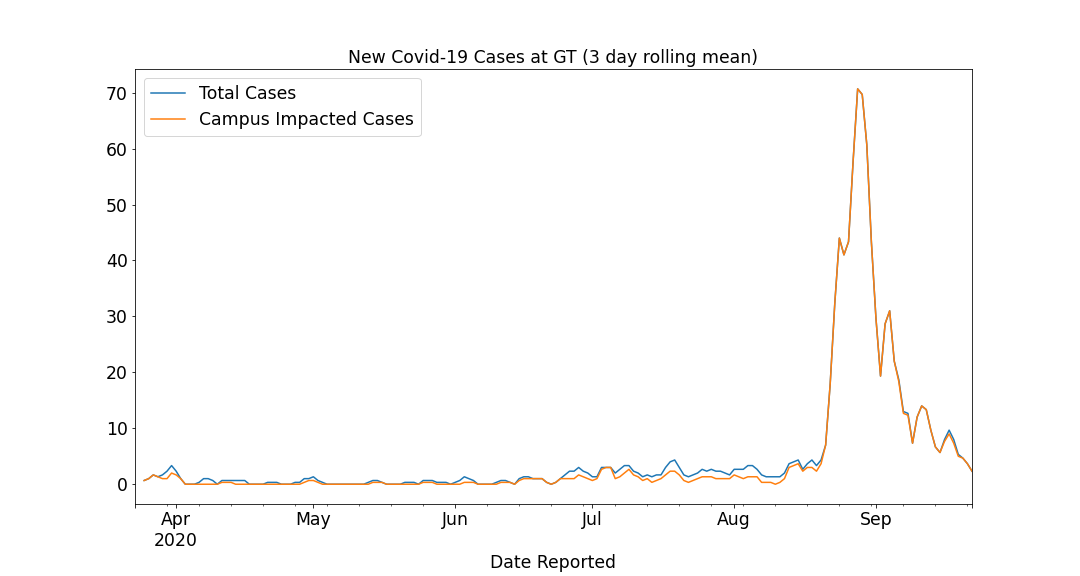 New Covid-19 Cases at GT (3 day rolling mean)
Total Cases
Campus Impacted Cases
70
60
50
40
30
20
10
0
Apr May Jun Jul Aug Sep
2020
Date Reported